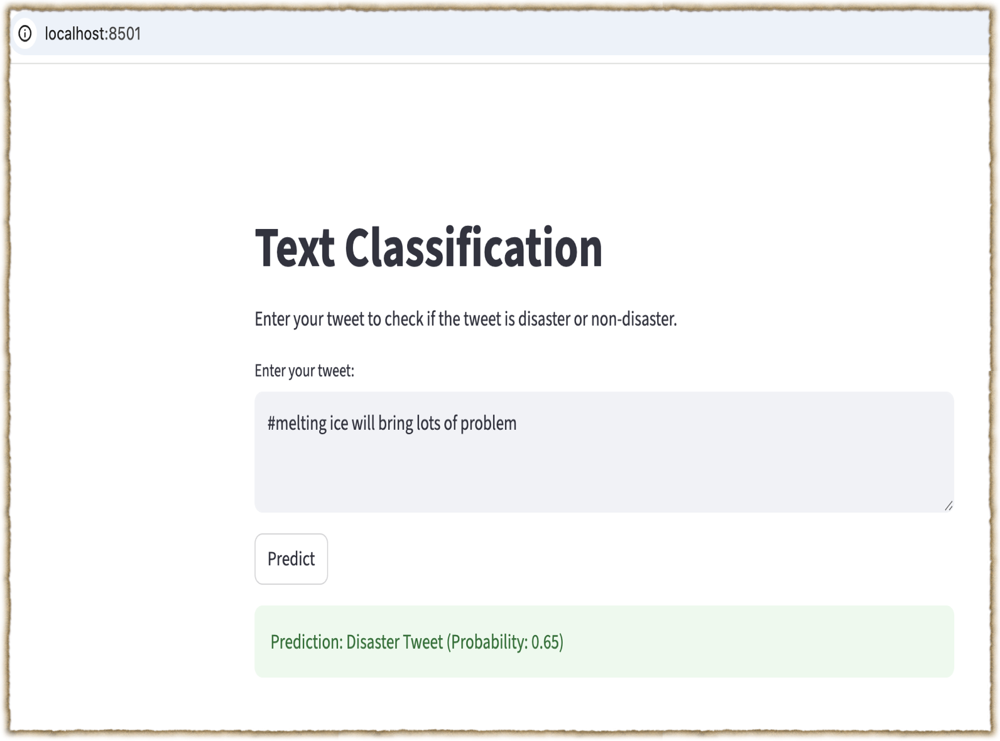 localhost:8501
Text Classification
Enter your tweet to check if the tweet is disaster or non-disaster.
Enter your tweet:
#melting ice will bring lots of problem
Predict
Prediction: Disaster Tweet (Probability: 0.65)